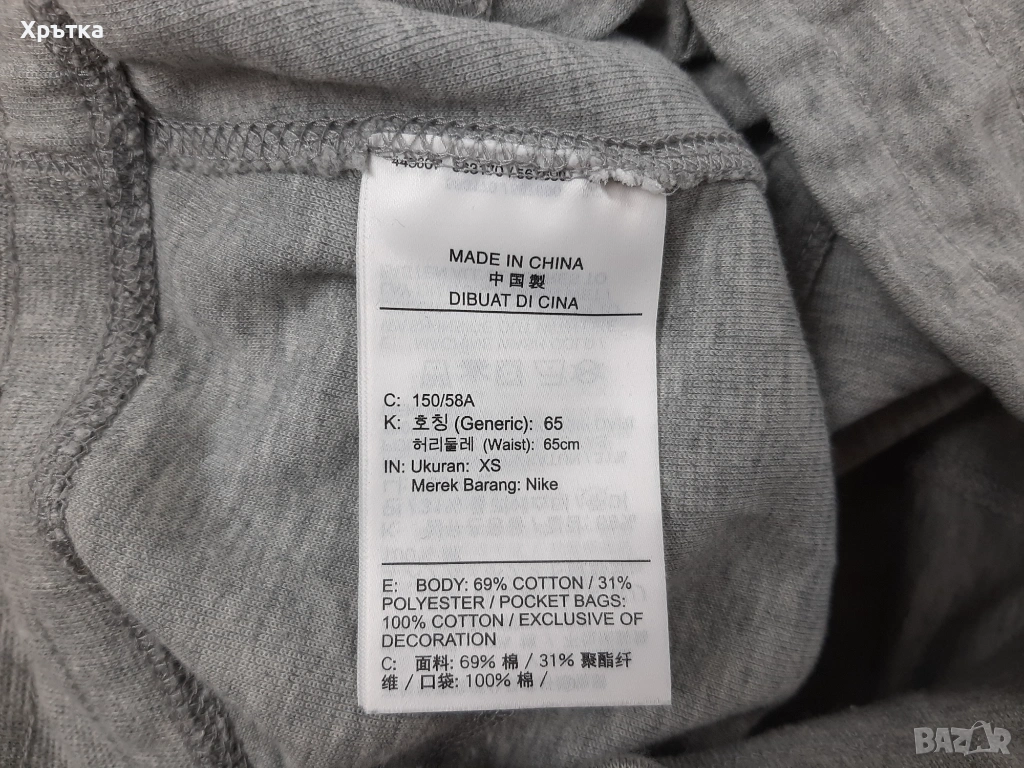 Хрътка
MADE IN CHINA
中国製
DIBUAT DI CINA
C: 150/58A
K: 호칭 (Generic): 65
허리둘레 (Waist): 65cm
IN: Ukuran: XS
Merek Barang: Nike
E: BODY: 69% COTTON / 31%
POLYESTER / POCKET BAGS:
100% COTTON / EXCLUSIVE OF
DECORATION
C: 面料: 69% 棉 / 31% 聚酯纤
维 / 口袋: 100% 棉 /
BAZAR